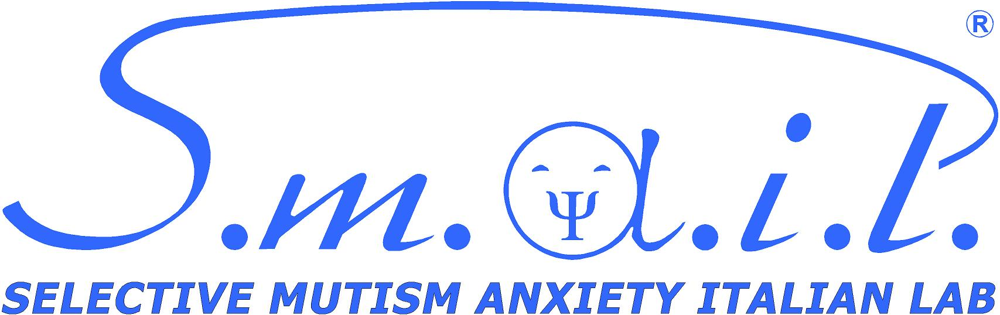 S.m.a.i.l. ®
Ψ
SELECTIVE MUTISM ANXIETY ITALIAN LAB